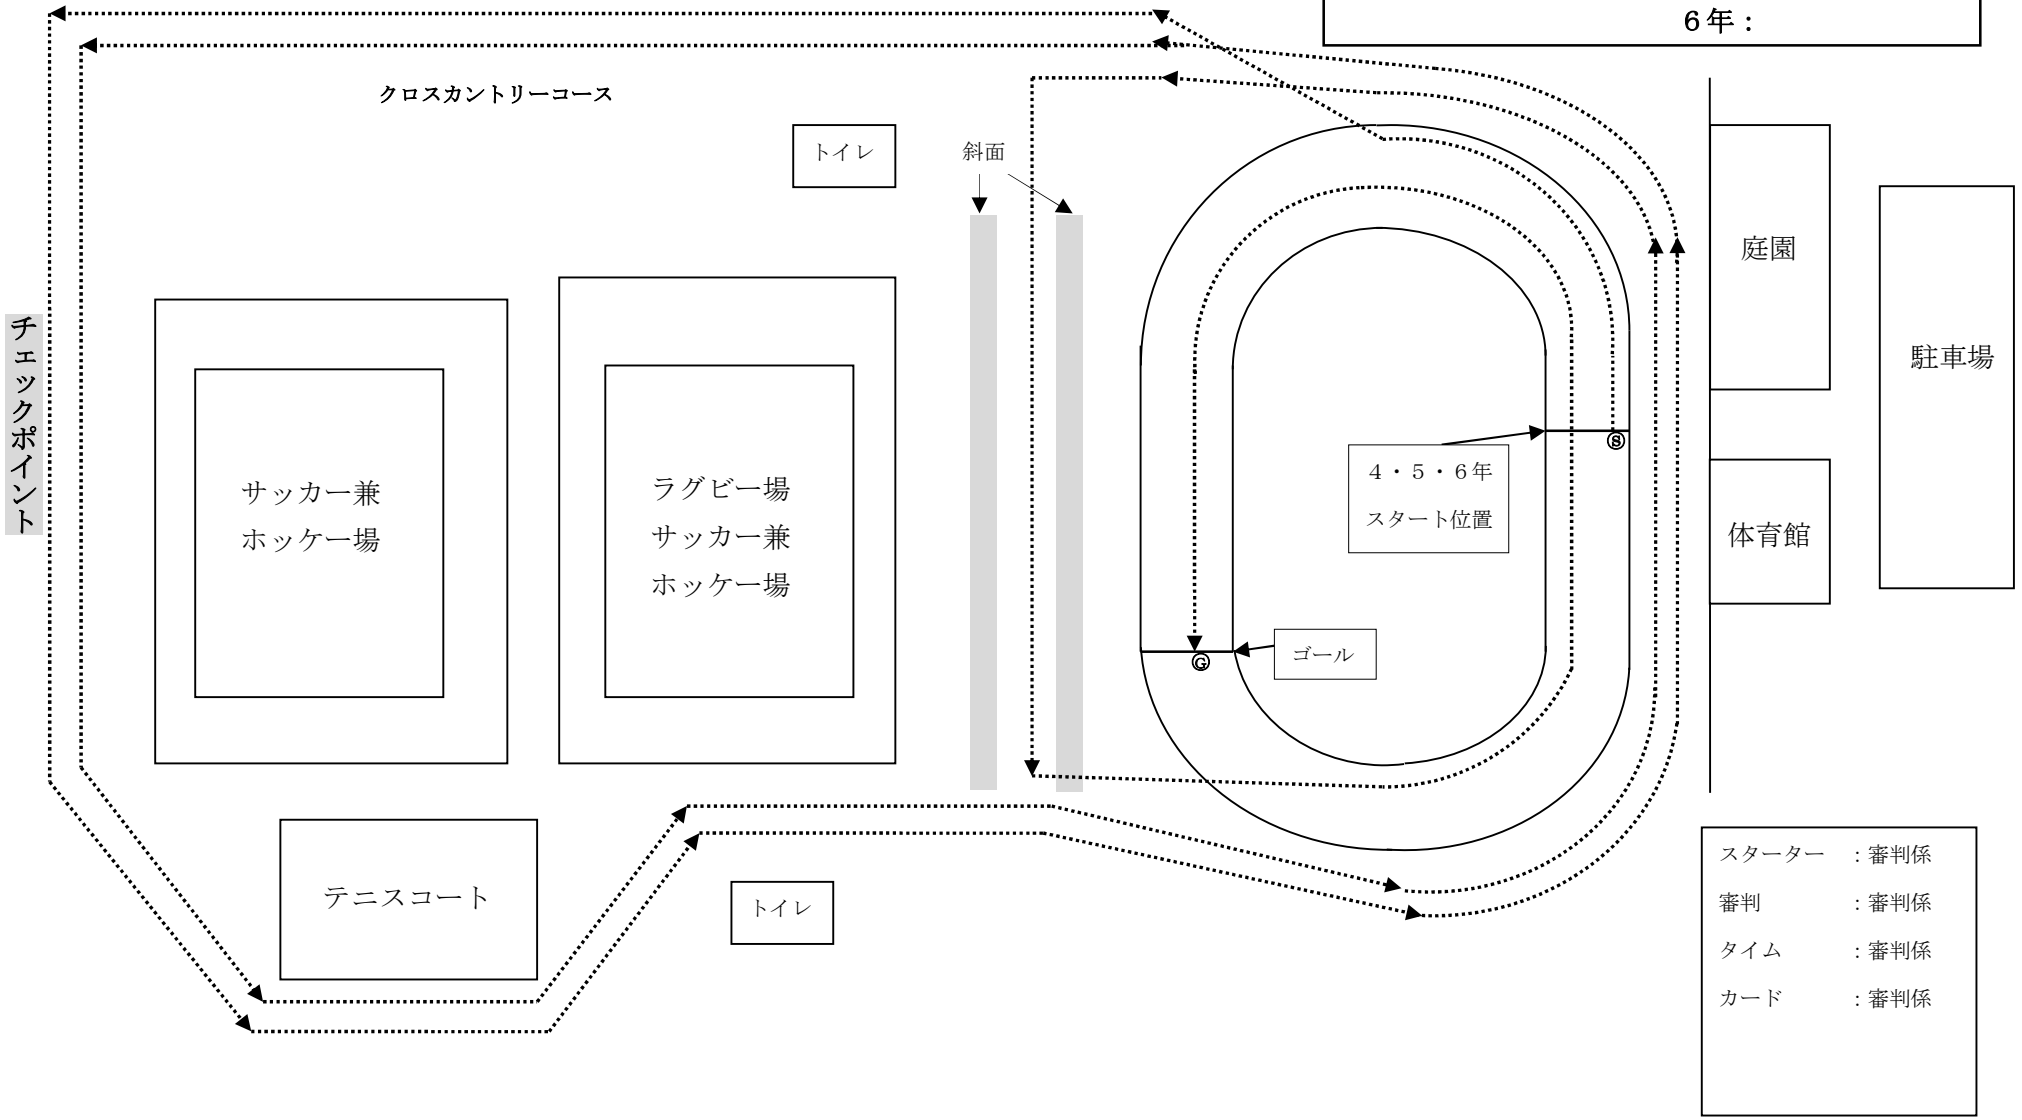 ６年：
クロスカントリーコース
トイレ
斜面
庭園
駐車場
チェックポイント
サッカー兼
ホッケー場
ラグビー場
サッカー兼
ホッケー場
Ⓢ
４・５・６年
スタート位置
体育館
ゴール
Ⓖ
テニスコート
トイレ
スターター ：審判係
審判 ：審判係
タイム ：審判係
カード ：審判係